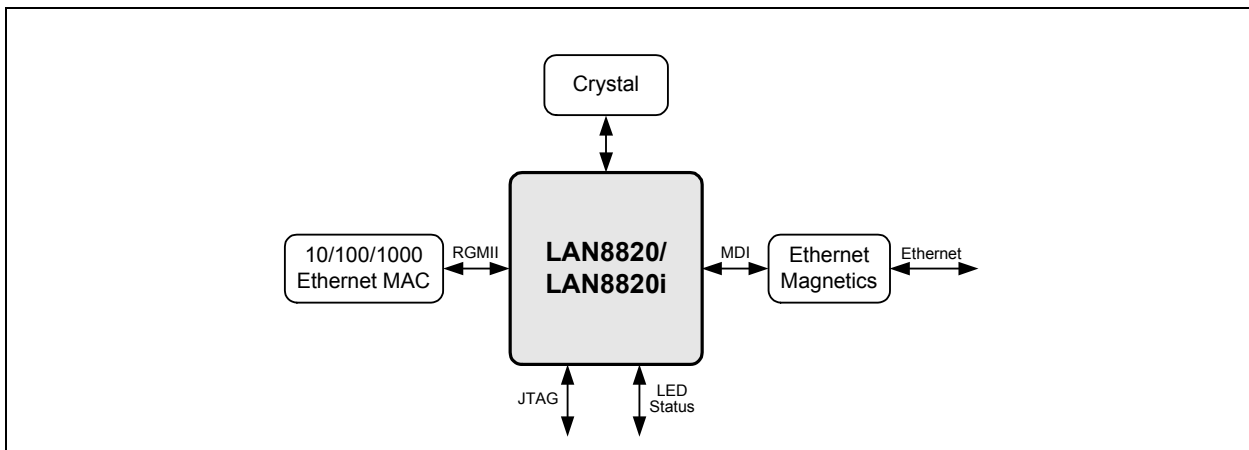 Crystal
10/100/1000
Ethernet MAC
RGMII
LAN8820/
LAN8820i
MDI
Ethernet
Magnetics
Ethernet
JTAG
LED
Status